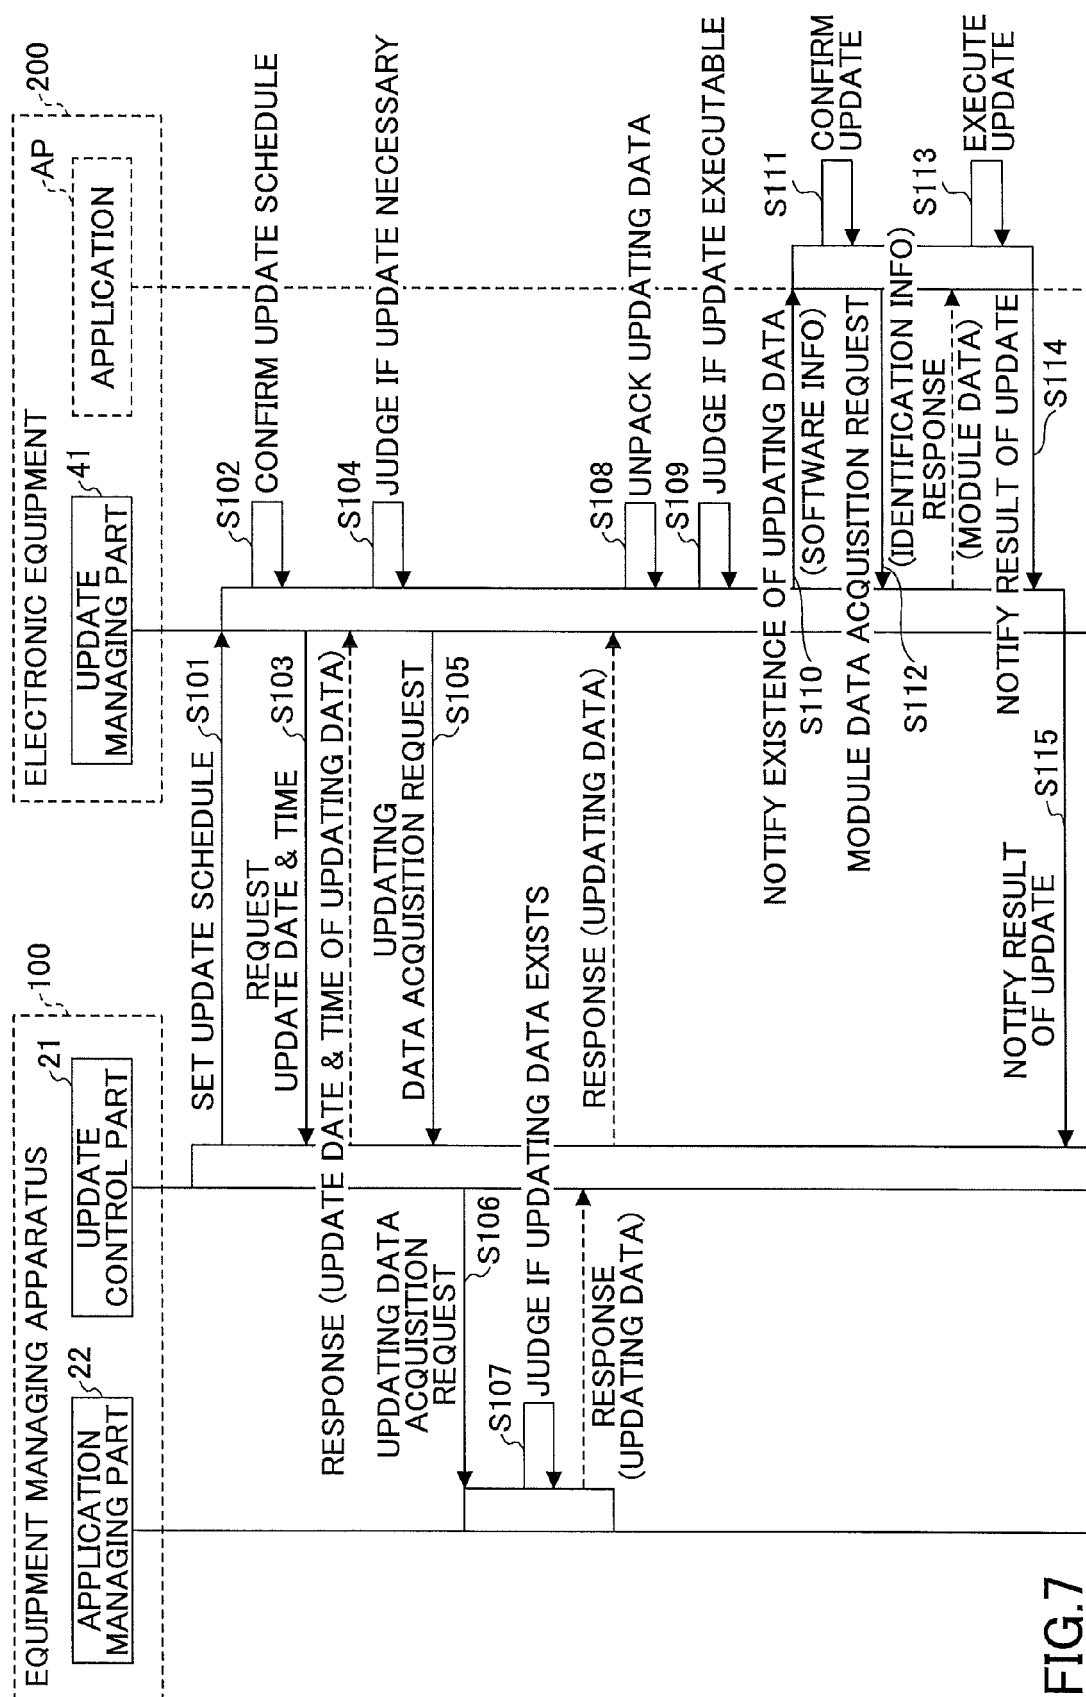 EQUIPMENT MANAGING APPARATUS
100
APPLICATION
MANAGING PART
22
UPDATE
CONTROL PART
21
ELECTRONIC EQUIPMENT
200
UPDATE
MANAGING PART
41
APPLICATION
AP
SET UPDATE SCHEDULE
S101
S102
CONFIRM UPDATE SCHEDULE
REQUEST
UPDATE DATE & TIME
S103
RESPONSE (UPDATE DATE & TIME OF UPDATING DATA)
S104
JUDGE IF UPDATE NECESSARY
UPDATING
DATA ACQUISITION REQUEST
S105
UPDATING DATA
ACQUISITION
REQUEST
S106
S107
JUDGE IF UPDATING DATA EXISTS
RESPONSE
(UPDATING DATA)
RESPONSE (UPDATING DATA)
S108
UNPACK UPDATING DATA
S109
JUDGE IF UPDATE EXECUTABLE
NOTIFY EXISTENCE OF UPDATING DATA
(SOFTWARE INFO)
S110
S111
CONFIRM
UPDATE
MODULE DATA ACQUISITION REQUEST
(IDENTIFICATION INFO)
S112
RESPONSE
(MODULE DATA)
S113
EXECUTE
UPDATE
NOTIFY RESULT OF UPDATE
S114
NOTIFY RESULT
OF UPDATE
S115
FIG.7